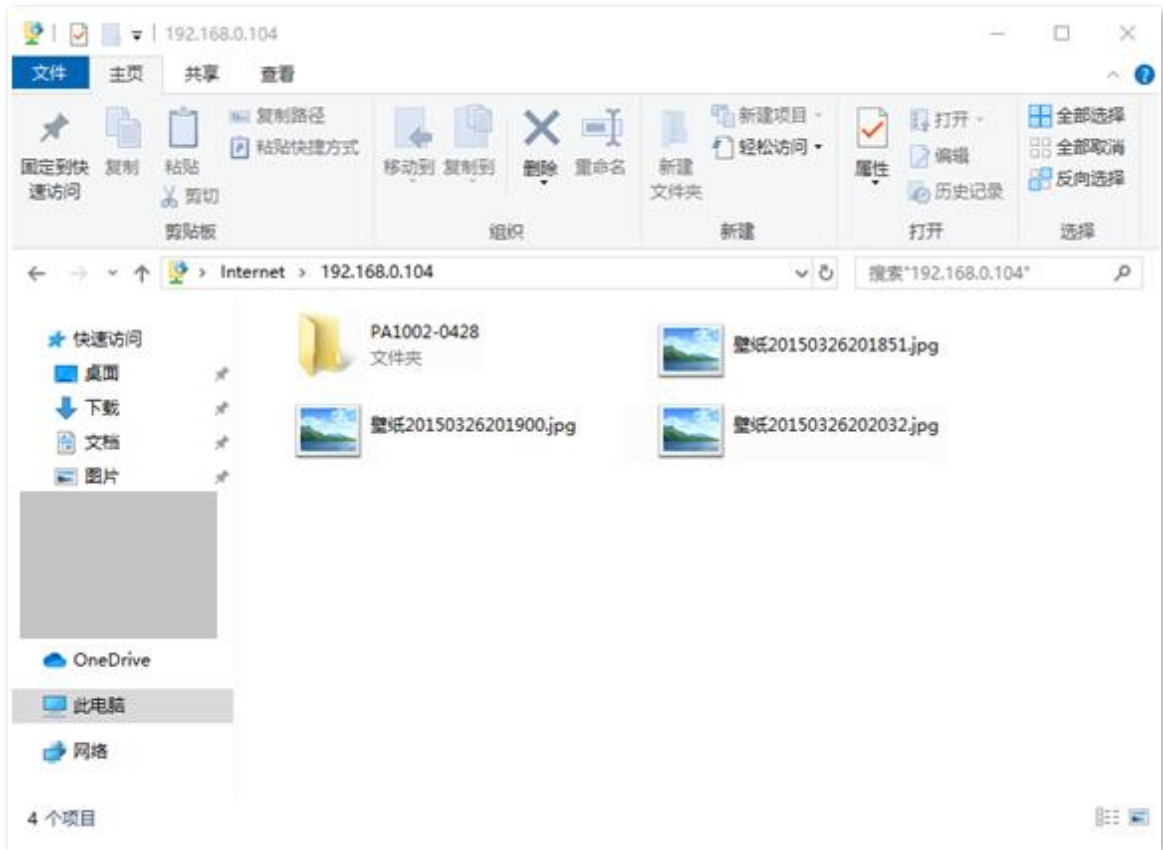 192.168.0.104
文件 主页 共享 查看
固定到快速访问
复制
粘贴
复制路径
粘贴快捷方式
剪切
剪贴板
移动到 复制到 删除 重命名
组织
新建文件夹
新建项目
轻松访问
新建
属性
打开
编辑
历史记录
打开
全部选择
全部取消
反向选择
选择
Internet > 192.168.0.104
搜索"192.168.0.104"
快速访问
桌面
下载
文档
图片
OneDrive
此电脑
网络
PA1002-0428
文件夹
壁纸20150326201851.jpg
壁纸20150326201900.jpg
壁纸20150326202032.jpg
4 个项目